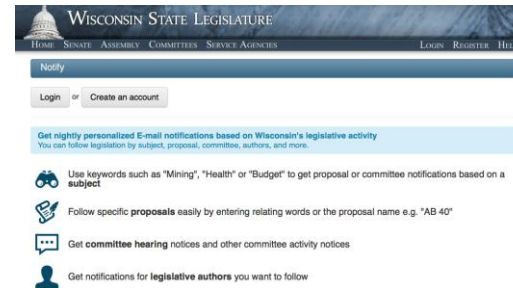 Wisconsin State Legislature
Home Senate Assembly Committees Service Agencies Login Register
Notify
Login or Create an account
Get nightly personalized E-mail notifications based on Wisconsin's legislative activity
You can follow legislation by subject, proposal, committee, authors, and more.
Use keywords such as "Mining", "Health" or "Budget" to get proposal or committee notifications based on a
subject
Follow specific proposals easily by entering relating words or the proposal name e.g. "AB 40"
Get committee hearing notices and other committee activity notices
Get notifications for legislative authors you want to follow